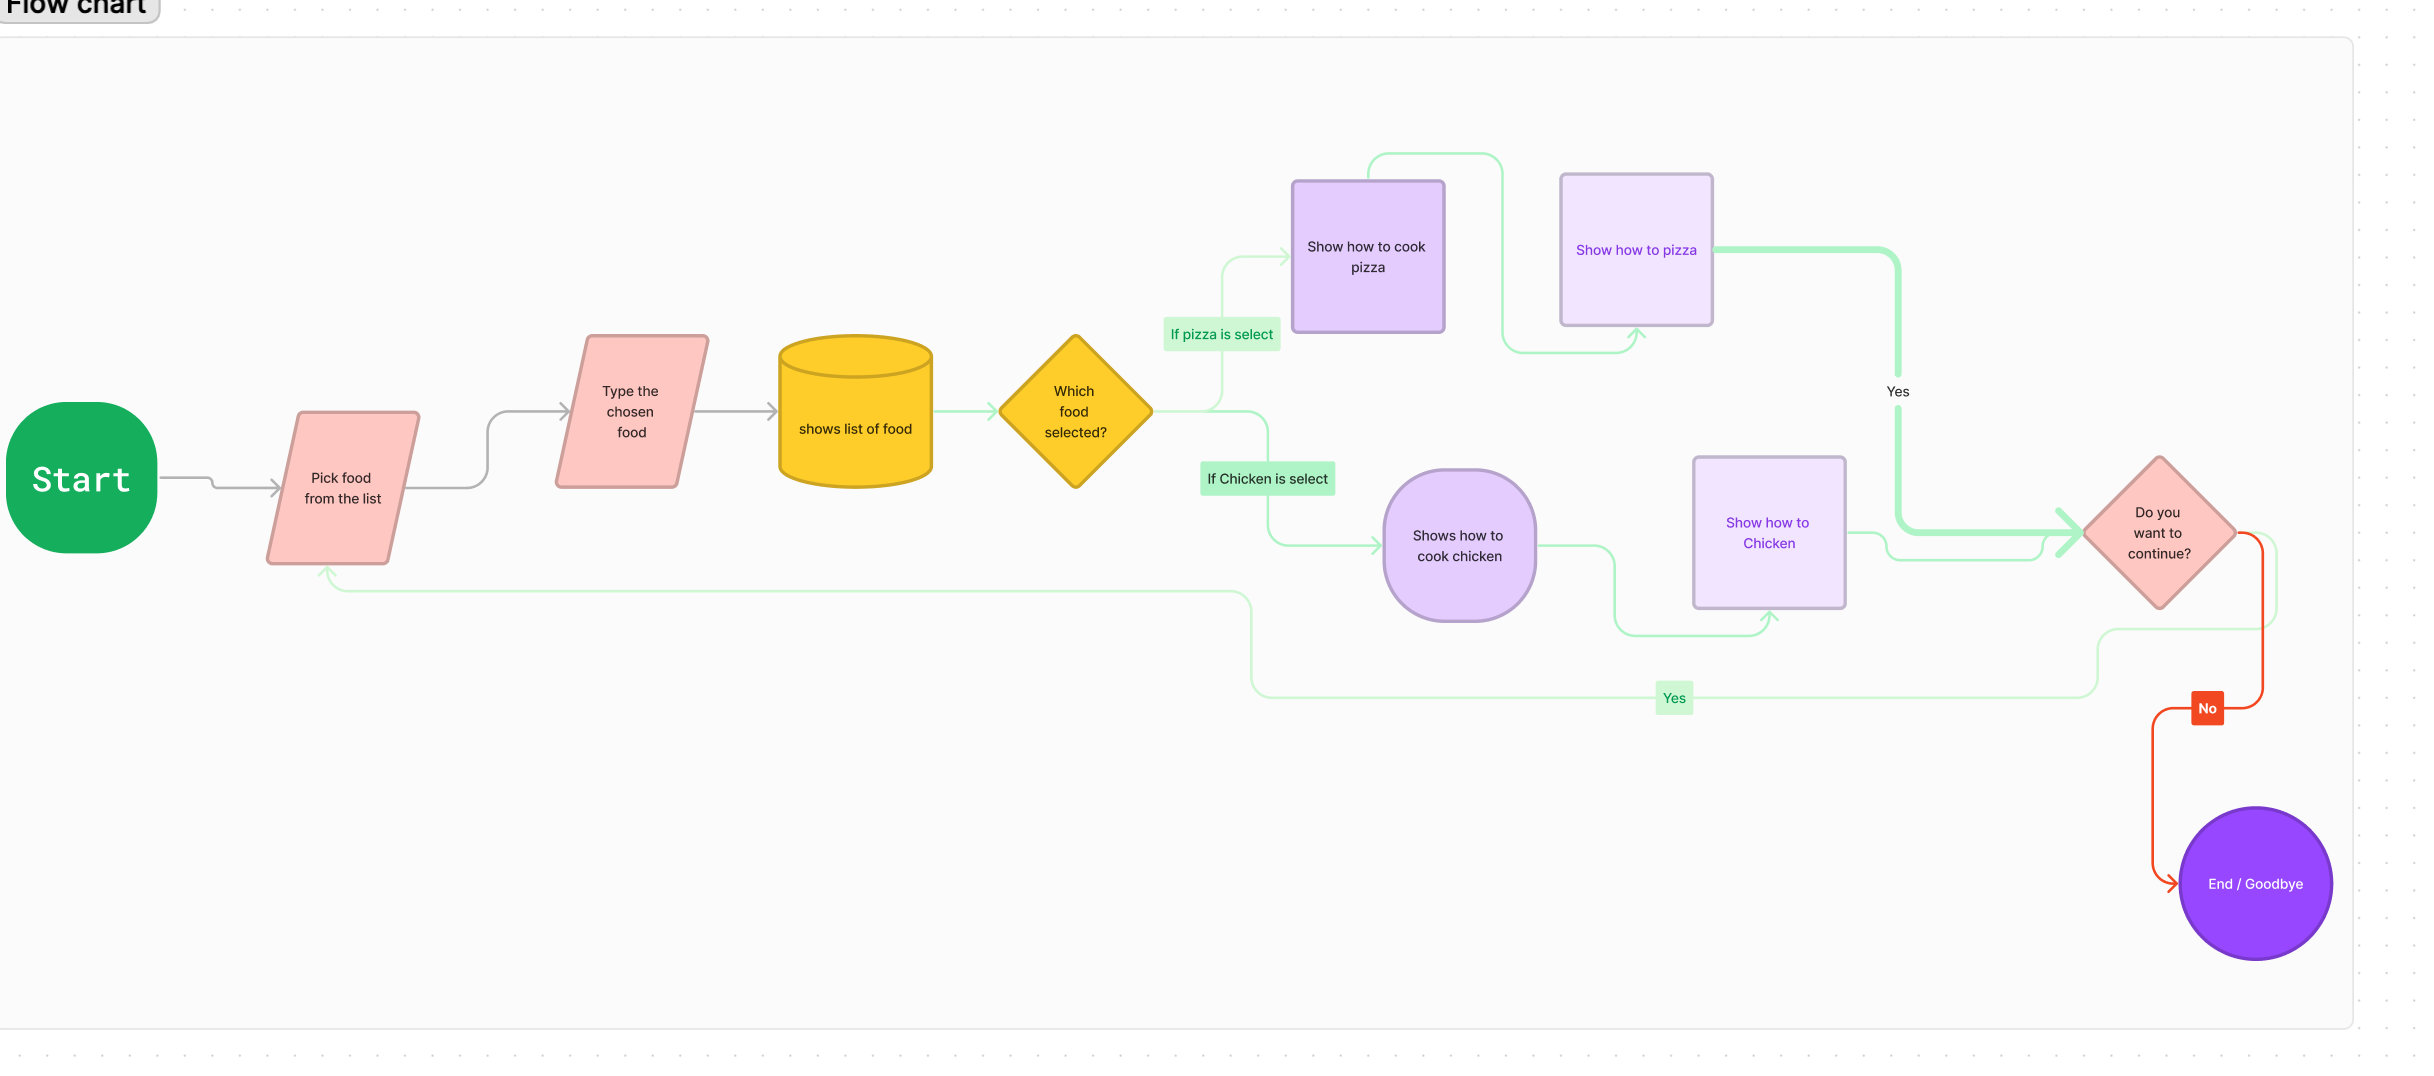 Flow chart
Start
Pick food
from the list
Type the
chosen
food
shows list of food
Which
food
selected?
If pizza is select
Show how to cook
pizza
Show how to pizza
Yes
If Chicken is select
Shows how to
cook chicken
Show how to
Chicken
Do you
want to
continue?
Yes
No
End / Goodbye